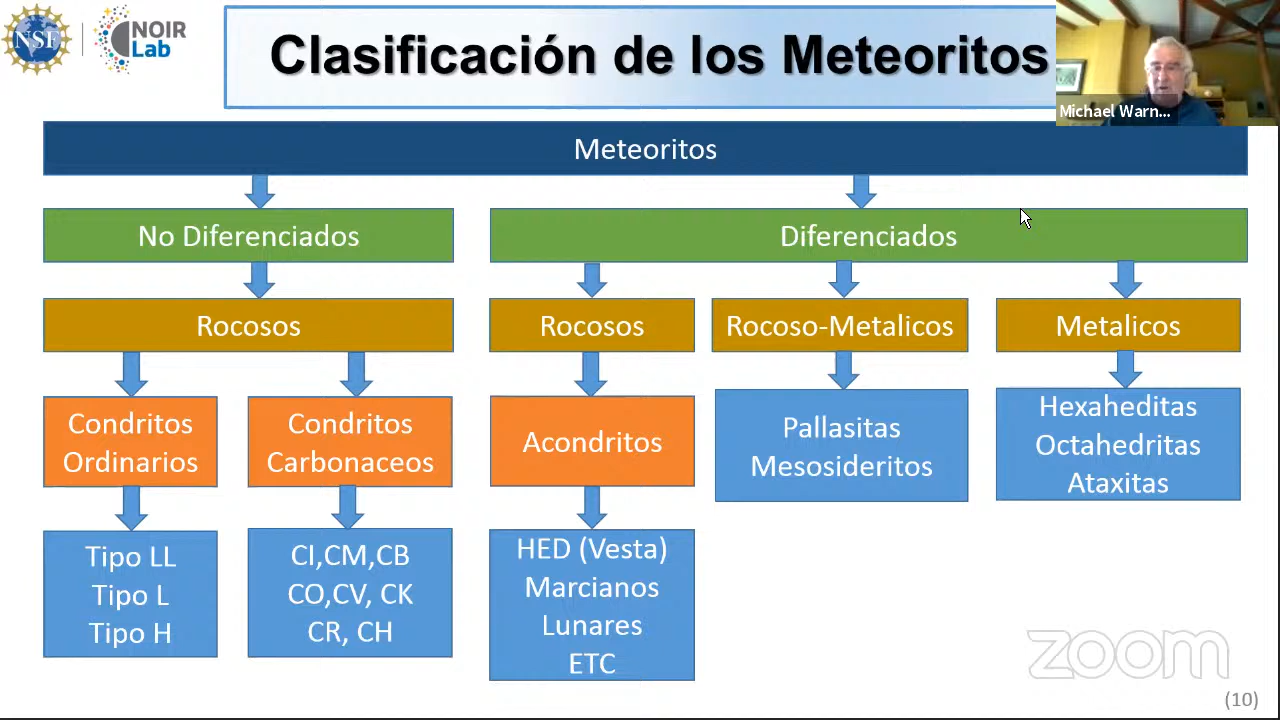 NSF
NOIR
Lab
Clasificación de los Meteoritos
Michael Warn...
Meteoritos
No Diferenciados
Diferenciados
Rocosos
Rocosos
Rocoso-Metalicos
Metalicos
Condritos
Ordinarios
Condritos
Carbonaceos
Acondritos
Pallasitas
Mesosideritos
Hexaheditas
Octahedritas
Ataxitas
Tipo LL
Tipo L
Tipo H
CI,CM,CB
CO,CV, CK
CR, CH
HED (Vesta)
Marcianos
Lunares
ETC
zoom
(10)